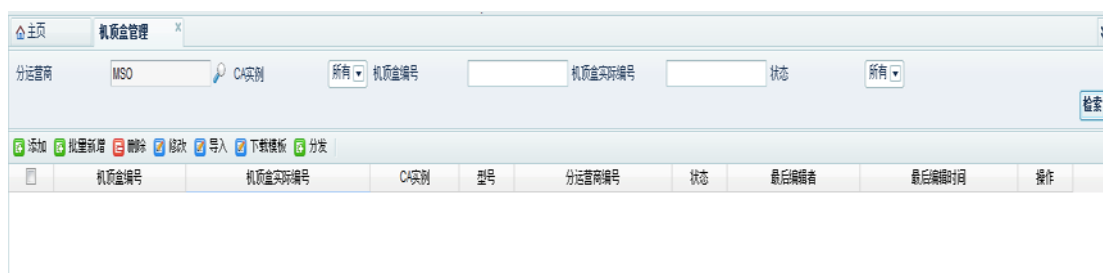 主页 机顶盒管理
分运营商 MSO CA实例 所有 机顶盒编号 机顶盒实际编号 状态 所有
检索
添加 批量新增 删除 修改 导入 下载模板 分发
机顶盒编号 机顶盒实际编号 CA实例 型号 分运营商编号 状态 最后编辑者 最后编辑时间 操作